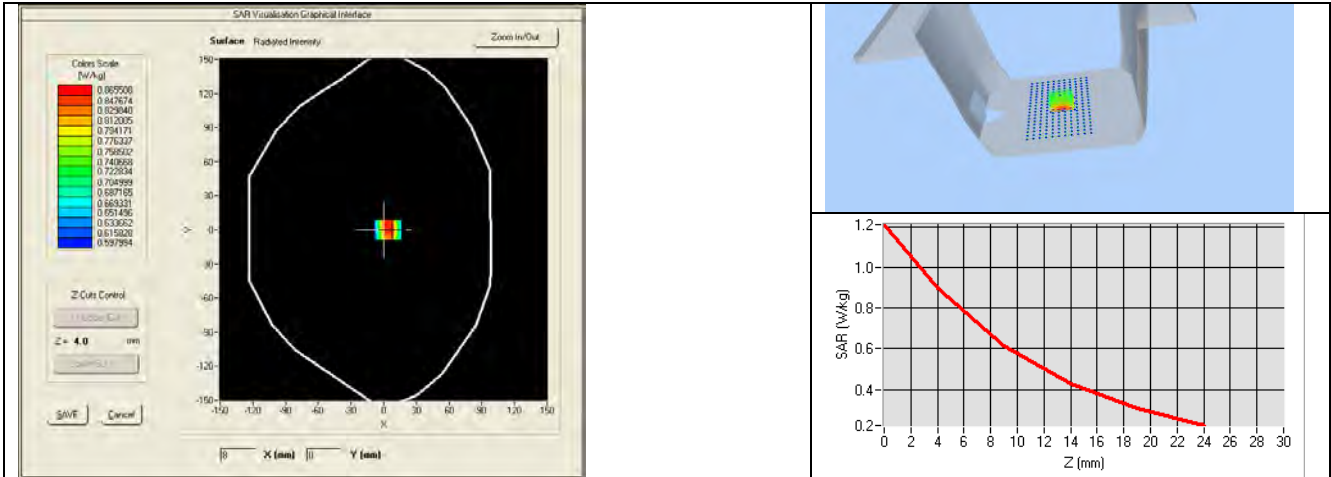 SAR Visualisation Graphical Interface
Surface Radiated Intensity
Zoom In/Out
Colors Scale
(W/kg)
0.865508
0.847674
0.829840
0.812005
0.794171
0.776337
0.758502
0.740668
0.722834
0.704999
0.687165
0.669331
0.651496
0.633662
0.615828
0.597994
150-
120-
90-
60-
30-
0-
-60-
-120-
-150-
Y
-150 -120 -90 -60 30 0 30 60 90 120 150
X
Z Cuts Control
Z = 4.0 mm
SAVE Cancel
8 X (mm) 0 Y (mm)
1.2-
1.0-
0.8-
0.6-
0.4-
0.2-
SAR (W/kg)
0 2 4 6 8 10 12 14 16 18 20 22 24 26 28 30
Z (mm)